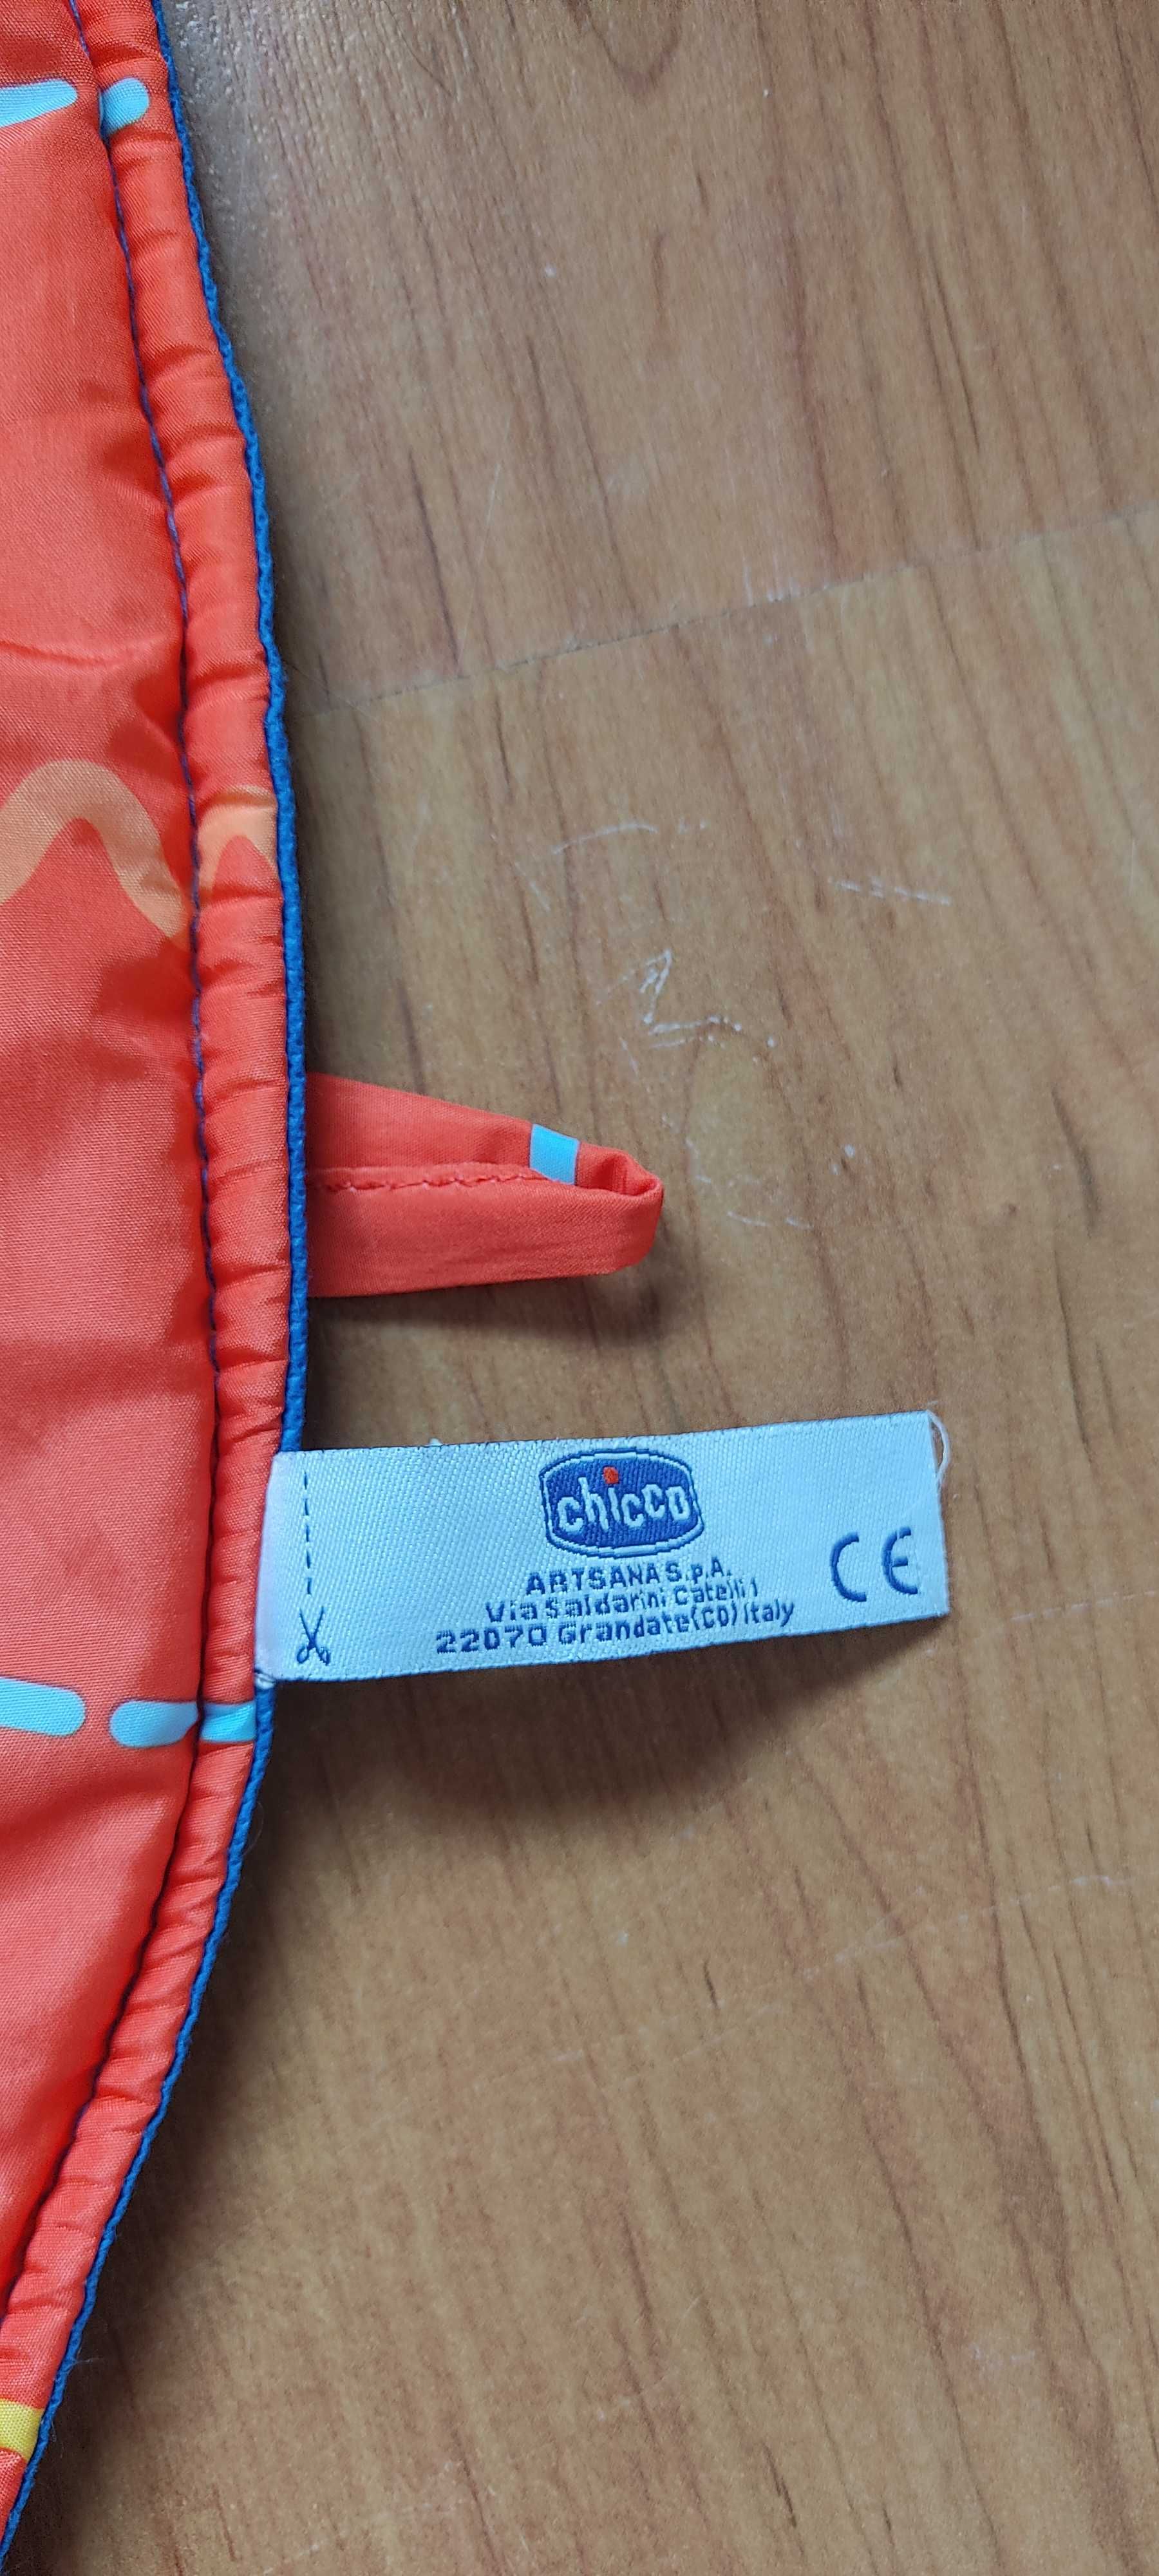 chicco
ARTSANA S.p.A.
Via Saldarini Catelli 1
22070 Grandate(CO) Italy
CE